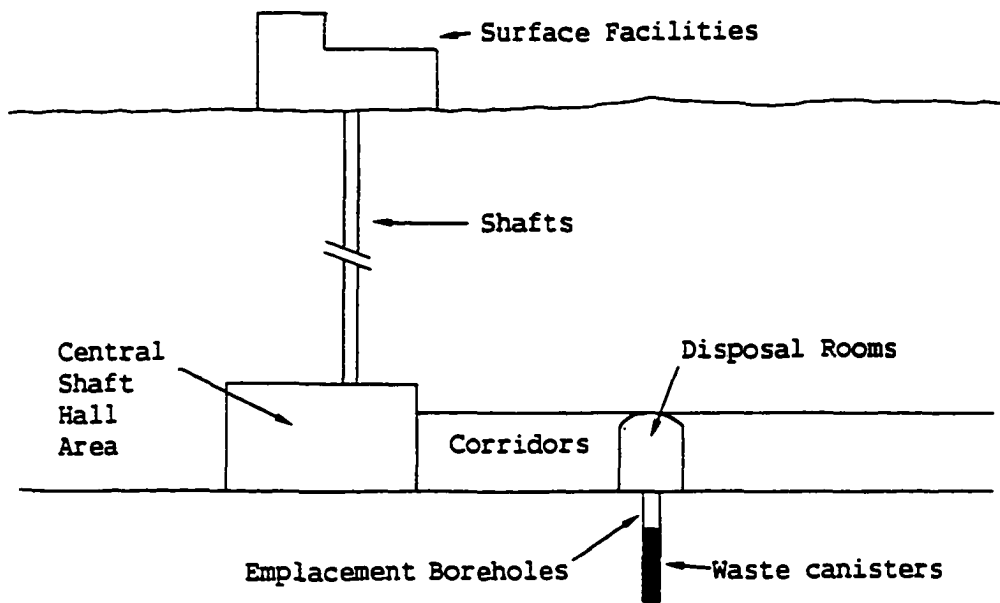 Surface Facilities
Shafts
Central
Shaft
Hall
Area
Disposal Rooms
Corridors
Emplacement Boreholes
Waste canisters